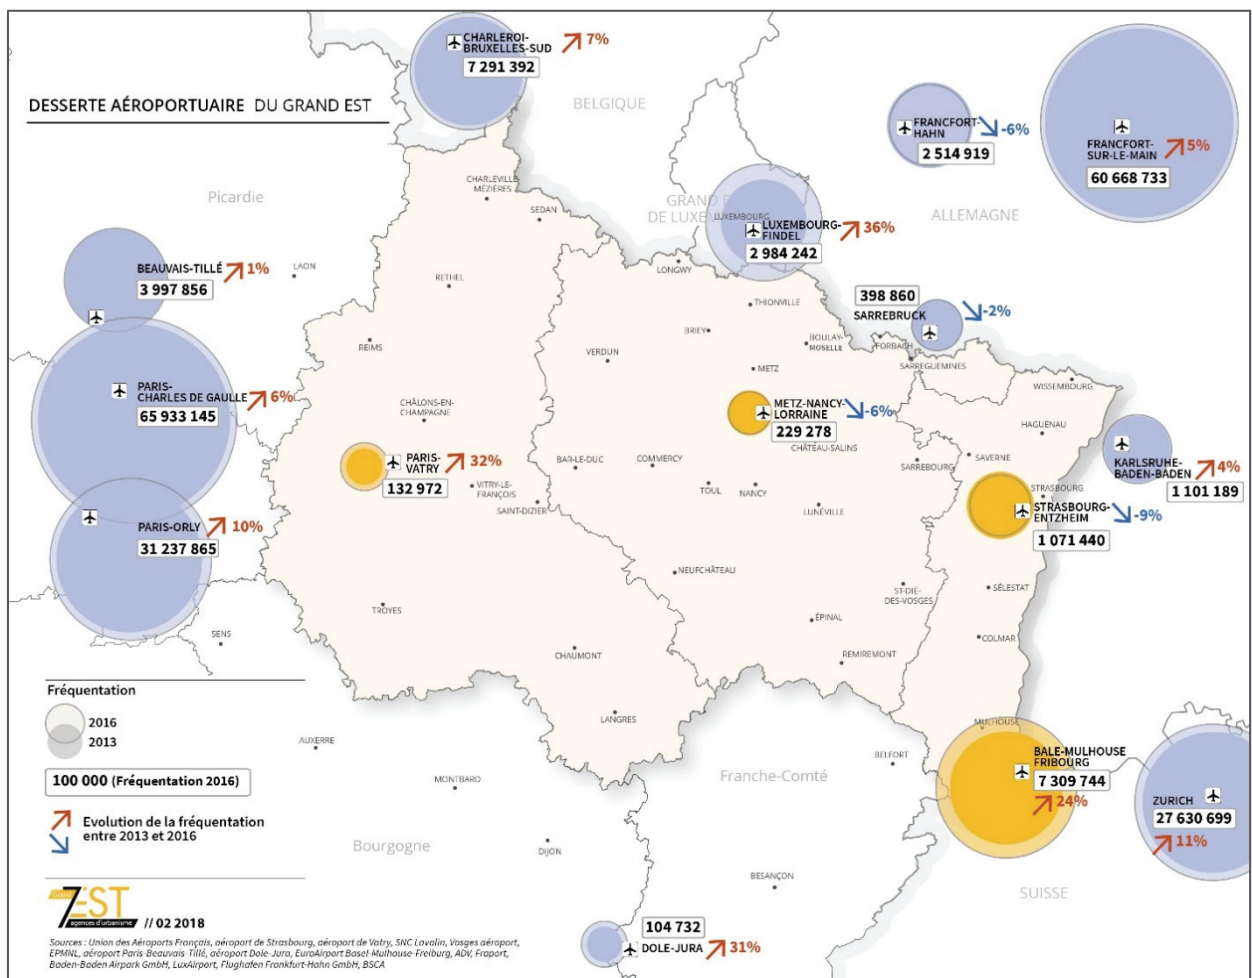 DESSERTE AÉROPORTUAIRE DU GRAND EST
CHARLEROI-
BRUXELLES-SUD
7%
7 291 392
BELGIQUE
FRANCFORT-
HAHN
-6%
2 514 919
FRANCFORT-
SUR-LE-MAIN
5%
60 668 733
Picardie
CHARLEVILLE-
MÉZIÈRES
SEDAN
LUXEMBOURG
LUXEMBOURG-
FINDEL
36%
2 984 242
ALLEMAGNE
BEAUVAIS-TILLÉ
1%
3 997 856
LAON
RETHEL
LONGWY
THIONVILLE
398 860
SARREBRUCK
-2%
REIMS
BRIEY
VERDUN
BOULAY-
MOSELLE
FORBACH
SARREGUEMINES
METZ
WISSEMBOURG
PARIS-
CHARLES DE GAULLE
6%
65 933 145
CHÂLONS-EN-
CHAMPAGNE
METZ-NANCY-
LORRAINE
-6%
229 278
CHÂTEAU-SALINS
HAGUENAU
PARIS-
VATRY
32%
132 972
VITRY-LE-
FRANÇOIS
SAINT-DIZIER
BAR-LE-DUC
COMMERCY
SARREBOURG
SAVERNE
KARLSRUHE-
BADEN-BADEN
4%
1 101 189
TOUL
NANCY
LUNÉVILLE
STRASBOURG
STRASBOURG-
ENTZHEIM
-9%
1 071 440
PARIS-ORLY
10%
31 237 865
NEUFCHÂTEAU
ST-DIE-
DES-VOSGES
SÉLESTAT
TROYES
ÉPINAL
COLMAR
SENS
CHAUMONT
REMIREMONT
LANGRES
MULHOUSE
AUXERRE
MONTBARD
BELFORT
Franche-Comté
BALE-MULHOUSE
FRIBOURG
7 309 744
24%
ZURICH
27 630 699
11%
Bourgogne
DIJON
BESANÇON
SUISSE
104 732
DOLE-JURA
31%
Fréquentation
2016
2013
100 000 (Fréquentation 2016)
Evolution de la fréquentation
entre 2013 et 2016
7EST
agences d'urbanisme
// 02 2018
Sources : Union des Aéroports Français, aéroport de Strasbourg, aéroport de Vatry, SNC Lavalin, Vosges aéroport,
EPMNL, aéroport Paris-Beauvais-Tillé, aéroport Dole-Jura, EuroAirport Basel-Mulhouse-Freiburg, ADV, Fraport,
Baden-Baden Airpark GmbH, LuxAirport, Flughafen Frankfurt-Hahn GmbH, BSCA